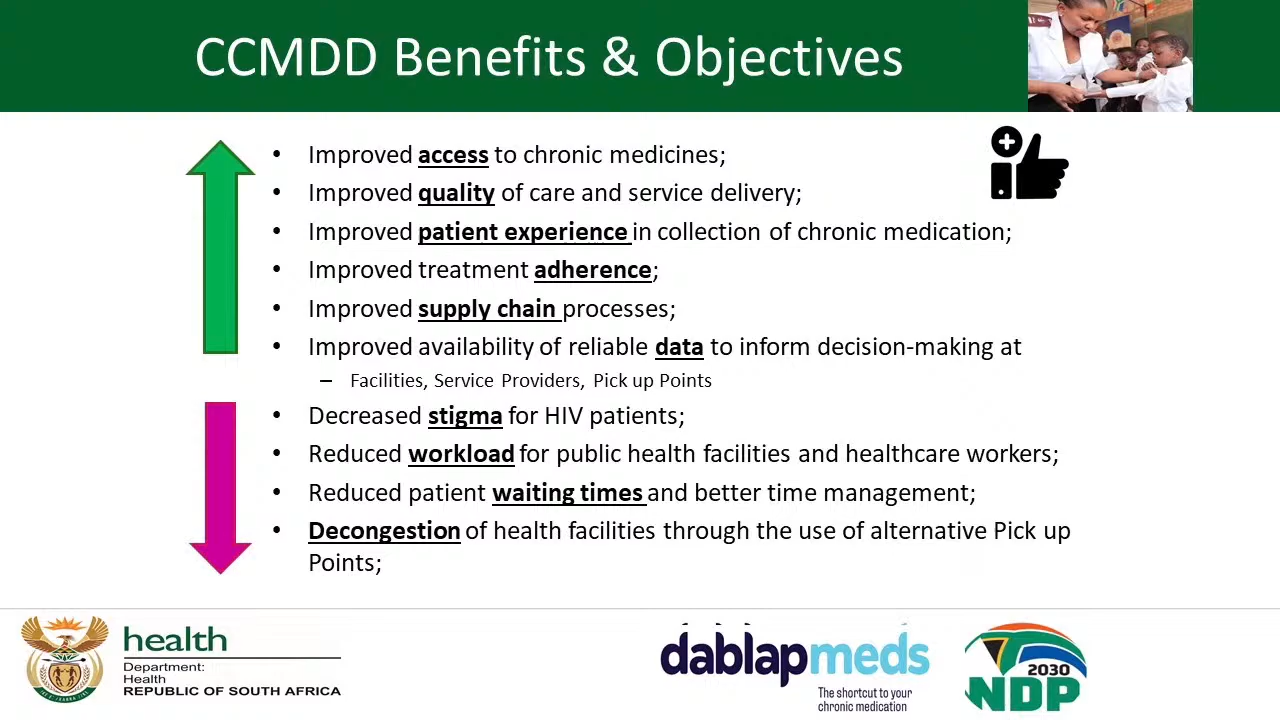 CCMDD Benefits & Objectives
• Improved access to chronic medicines;
• Improved quality of care and service delivery;
• Improved patient experience in collection of chronic medication;
• Improved treatment adherence;
• Improved supply chain processes;
• Improved availability of reliable data to inform decision-making at
– Facilities, Service Providers, Pick up Points
• Decreased stigma for HIV patients;
• Reduced workload for public health facilities and healthcare workers;
• Reduced patient waiting times and better time management;
• Decongestion of health facilities through the use of alternative Pick up
Points;
health
Department:
Health
REPUBLIC OF SOUTH AFRICA
dablapmeds
The shortcut to your
chronic medication
2030
NDP